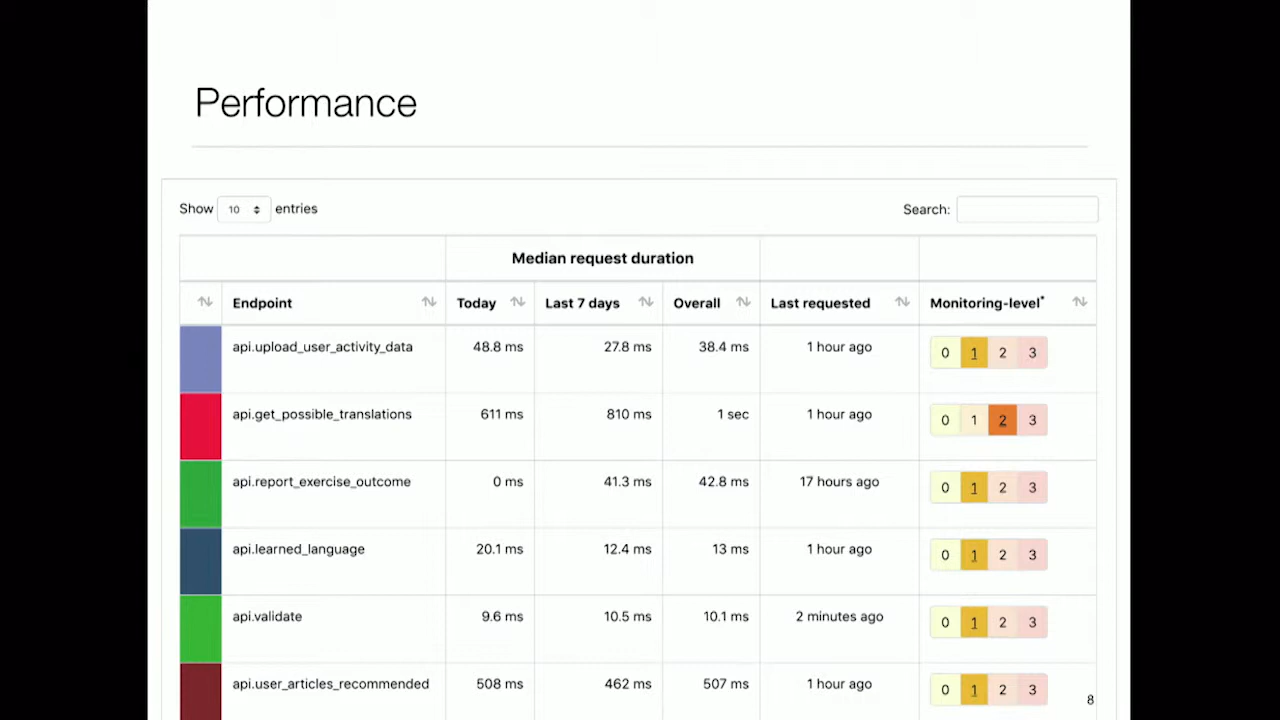 Performance
Show 10 entries Search:
Median request duration
Endpoint Today Last 7 days Overall Last requested Monitoring-level*
api.upload_user_activity_data 48.8 ms 27.8 ms 38.4 ms 1 hour ago 0 1 2 3
api.get_possible_translations 611 ms 810 ms 1 sec 1 hour ago 0 1 2 3
api.report_exercise_outcome 0 ms 41.3 ms 42.8 ms 17 hours ago 0 1 2 3
api.learned_language 20.1 ms 12.4 ms 13 ms 1 hour ago 0 1 2 3
api.validate 9.6 ms 10.5 ms 10.1 ms 2 minutes ago 0 1 2 3
api.user_articles_recommended 508 ms 462 ms 507 ms 1 hour ago 0 1 2 3
8